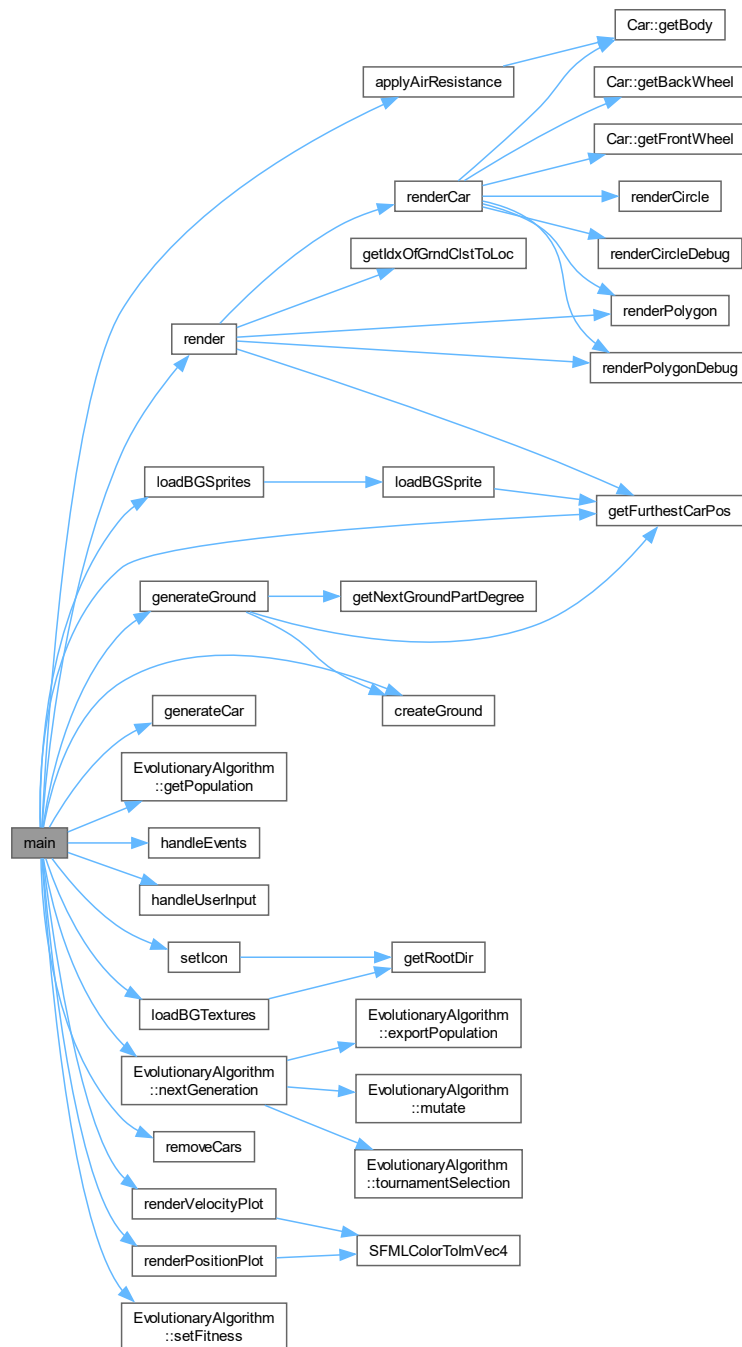 Car::getBody
applyAirResistance
Car::getBackWheel
Car::getFrontWheel
renderCar
renderCircle
getIdxOfGrndClstToLoc
renderCircleDebug
renderPolygon
render
renderPolygonDebug
loadBGSprites
loadBGSprite
getFurthestCarPos
generateGround
getNextGroundPartDegree
generateCar
createGround
EvolutionaryAlgorithm
::getPopulation
main
handleEvents
handleUserInput
setIcon
getRootDir
loadBGTextures
EvolutionaryAlgorithm
::exportPopulation
EvolutionaryAlgorithm
::nextGeneration
EvolutionaryAlgorithm
::mutate
removeCars
EvolutionaryAlgorithm
::tournamentSelection
renderVelocityPlot
SFMLColorToImVec4
renderPositionPlot
EvolutionaryAlgorithm
::setFitness